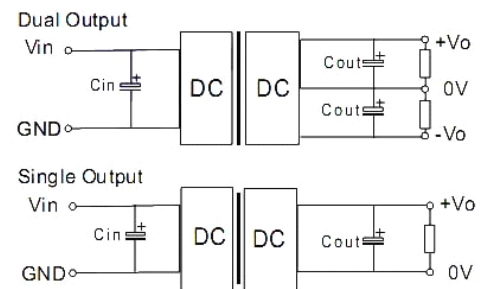 Dual Output
Vin
+Vo
Cout
Cin
DC
DC
0V
Cout
GND
-Vo
Single Output
Vin
+Vo
Cin
DC
DC
Cout
GND
0V